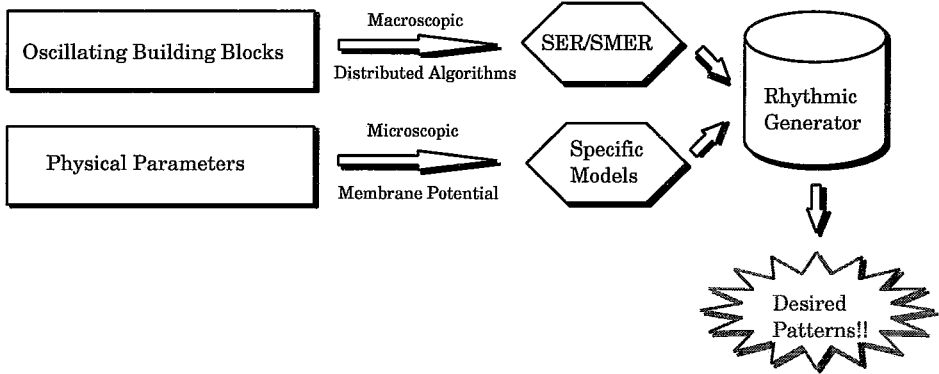 Oscillating Building Blocks
Macroscopic
Distributed Algorithms
SER/SMER
Physical Parameters
Microscopic
Membrane Potential
Specific
Models
Rhythmic
Generator
Desired
Patterns!!